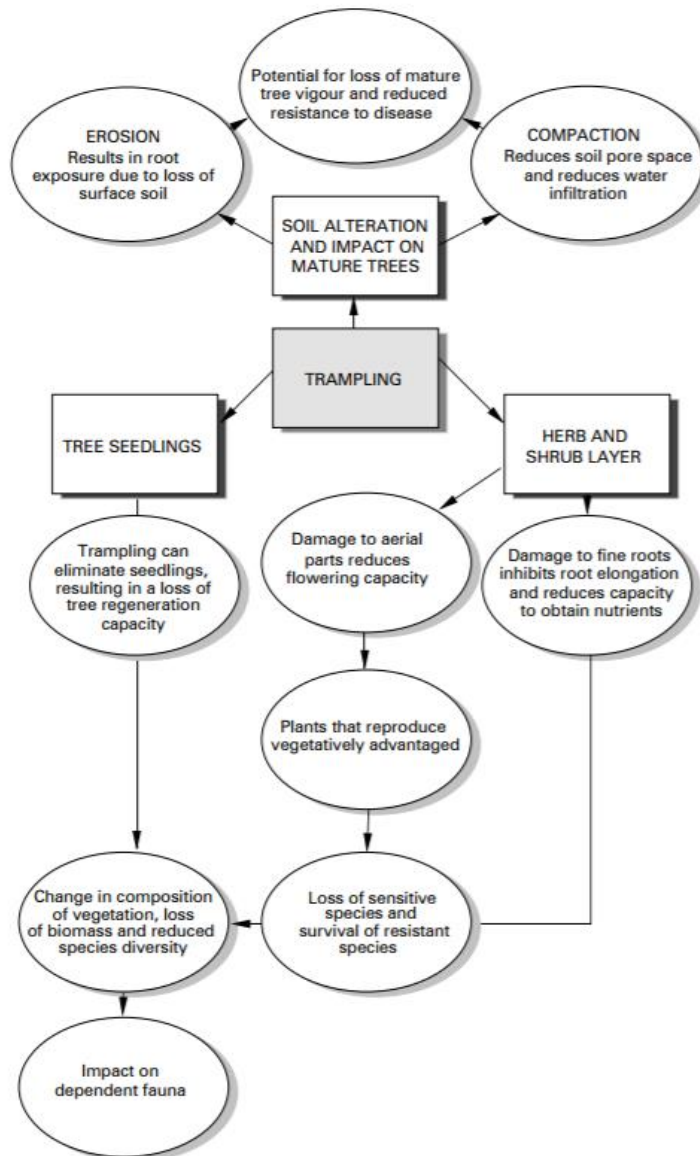 Potential for loss of mature
tree vigour and reduced
resistance to disease
EROSION
Results in root
exposure due to loss of
surface soil
COMPACTION
Reduces soil pore space
and reduces water
infiltration
SOIL ALTERATION
AND IMPACT ON
MATURE TREES
TRAMPLING
TREE SEEDLINGS
HERB AND
SHRUB LAYER
Trampling can
eliminate seedlings,
resulting in a loss of
tree regeneration
capacity
Damage to aerial
parts reduces
flowering capacity
Damage to fine roots
inhibits root elongation
and reduces capacity
to obtain nutrients
Plants that reproduce
vegetatively advantaged
Change in composition
of vegetation, loss
of biomass and reduced
species diversity
Loss of sensitive
species and
survival of resistant
species
Impact on
dependent fauna